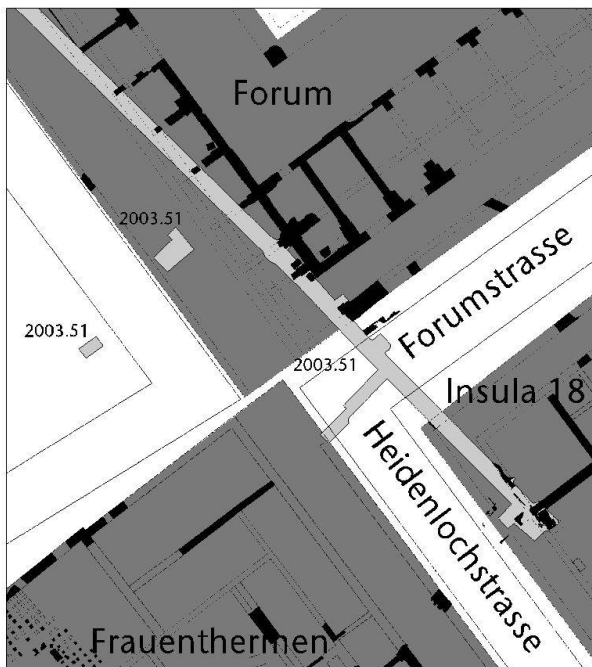 Forum
2003.51
Forumstrasse
2003.51
2003.51
Insula 18
Heidenlochstrasse
Frauenthermen